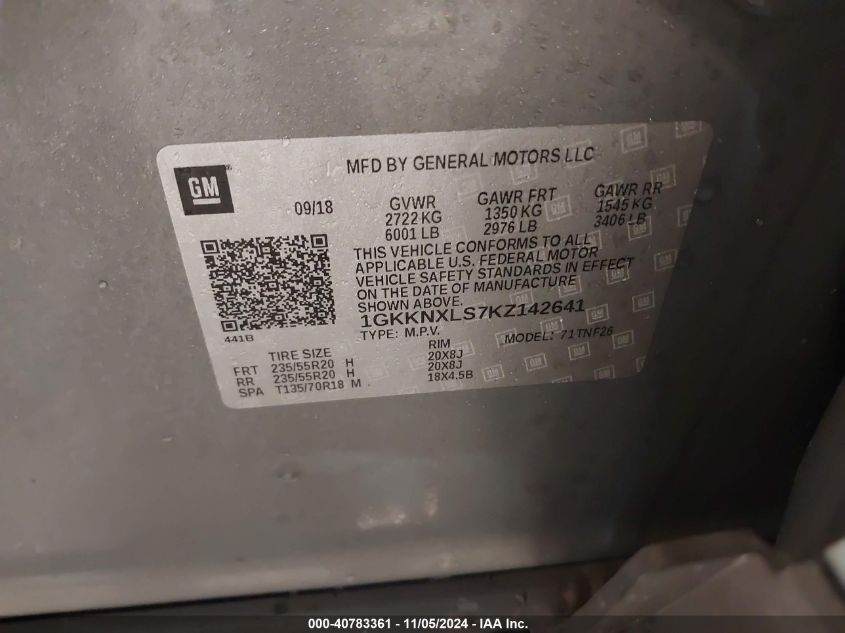 MFD BY GENERAL MOTORS LLC
GM
09/18
GVWR GAWR FRT GAWR RR
2722 KG 1350 KG 1545 KG
6001 LB 2976 LB 3406 LB
THIS VEHICLE CONFORMS TO ALL
APPLICABLE U.S. FEDERAL MOTOR
VEHICLE SAFETY STANDARDS IN EFFECT
ON THE DATE OF MANUFACTURE
SHOWN ABOVE.
1GKKNXLS7KZ142641
441B
TYPE: M.P.V. MODEL: 71TNF26
TIRE SIZE RIM
FRT 235/55R20 H 20X8J
RR 235/55R20 H 20X8J
SPA T135/70R18 M 18X4.5B
000-40783361 - 11/05/2024 - IAA Inc.